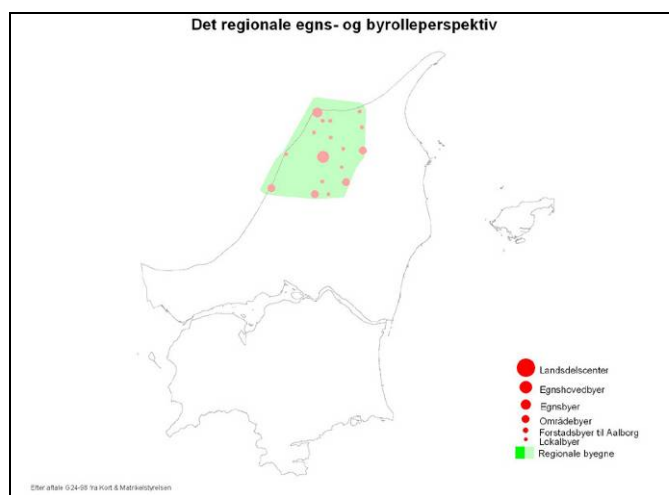 Det regionale egns- og byrolleperspektiv
Landsdelscenter
Egnshovedbyer
Egnsbyer
Områdebyer
Forstadsbyer til Aalborg
Lokalbyer
Regionale byegne
Efter aftale G24-98 Fra Kort & Matrikelstyrelsen